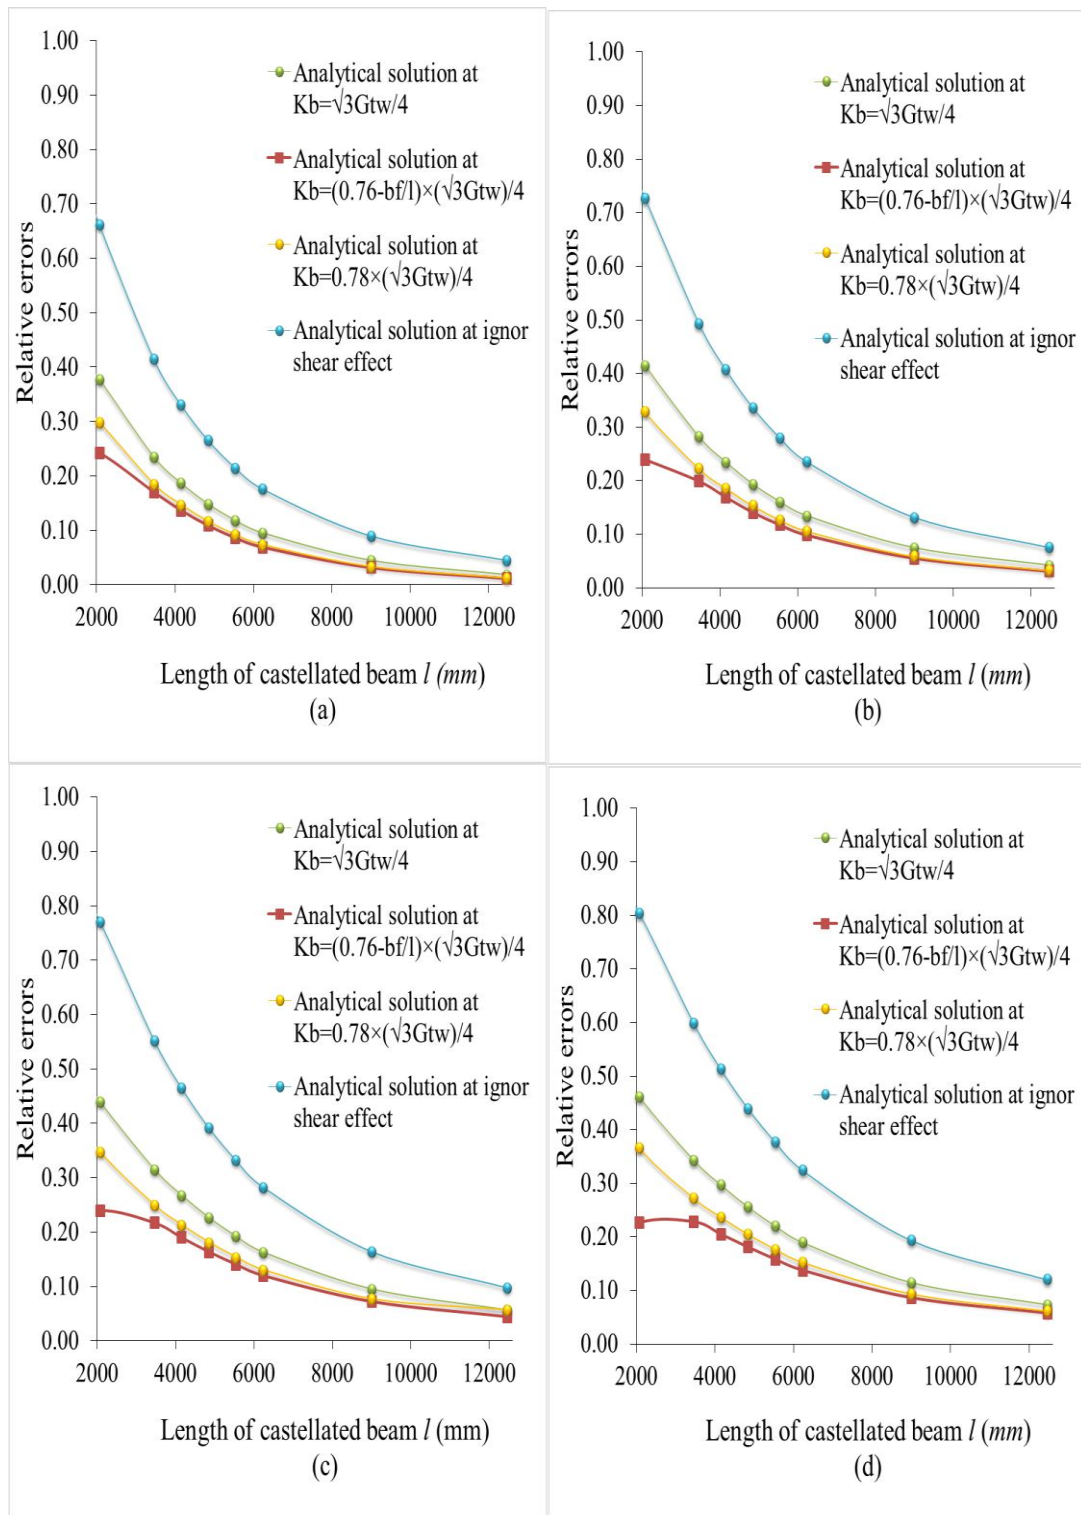 1.00
0.90
0.80
0.70
0.60
0.50
0.40
0.30
0.20
0.10
0.00
Relative errors
Analytical solution at
Kb=√3Gtw/4
Analytical solution at
Kb=(0.76-bf/l)×(√3Gtw)/4
Analytical solution at
Kb=0.78×(√3Gtw)/4
Analytical solution at ignor
shear effect
2000 4000 6000 8000 10000 12000
Length of castellated beam l (mm)
(a)
1.00
0.90
0.80
0.70
0.60
0.50
0.40
0.30
0.20
0.10
0.00
Relative errors
Analytical solution at
Kb=√3Gtw/4
Analytical solution at
Kb=(0.76-bf/l)×(√3Gtw)/4
Analytical solution at
Kb=0.78×(√3Gtw)/4
Analytical solution at ignor
shear effect
2000 4000 6000 8000 10000 12000
Length of castellated beam l (mm)
(b)
1.00
0.90
0.80
0.70
0.60
0.50
0.40
0.30
0.20
0.10
0.00
Relative errors
Analytical solution at
Kb=√3Gtw/4
Analytical solution at
Kb=(0.76-bf/l)×(√3Gtw)/4
Analytical solution at
Kb=0.78×(√3Gtw)/4
Analytical solution at ignor
shear effect
2000 4000 6000 8000 10000 12000
Length of castellated beam l (mm)
(c)
1.00
0.90
0.80
0.70
0.60
0.50
0.40
0.30
0.20
0.10
0.00
Relative errors
Analytical solution at
Kb=√3Gtw/4
Analytical solution at
Kb=(0.76-bf/l)×(√3Gtw)/4
Analytical solution at
Kb=0.78×(√3Gtw)/4
Analytical solution at ignor
shear effect
2000 4000 6000 8000 10000 12000
Length of castellated beam l (mm)
(d)